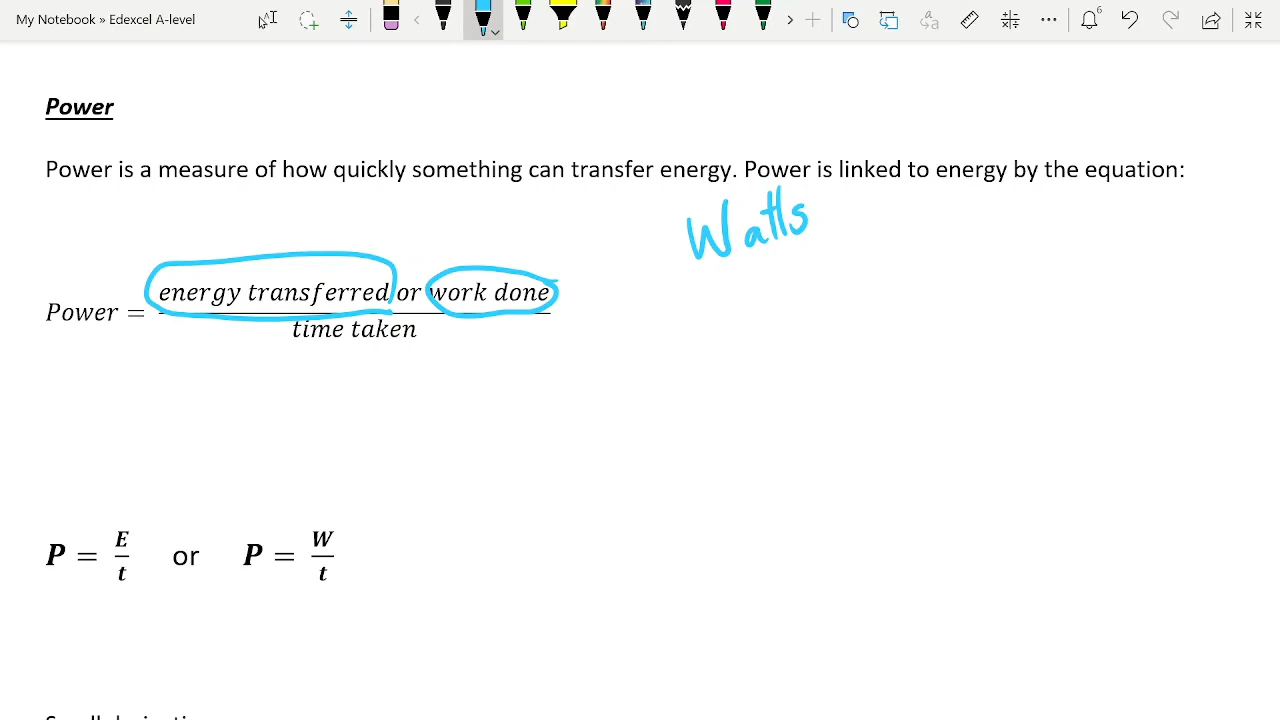 My Notebook » Edexcel A-level
6
Power
Power is a measure of how quickly something can transfer energy. Power is linked to energy by the equation:
Watts
energy transferred or work done
Power =
time taken
P = E/t or P = W/t